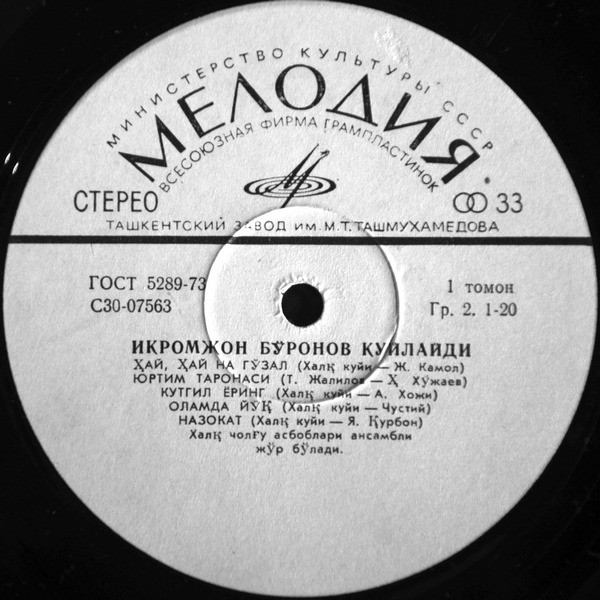 МИНИСТЕРСТВО КУЛЬТУРЫ СССР
МЕЛОДИЯ
ВСЕСОЮЗНАЯ ФИРМА ГРАМПЛАСТИНОК
СТЕРЕО
33
ТАШКЕНТСКИЙ ЗАВОД ИМ. М.Т. ТАШМУХАМЕДОВА
ГОСТ 5289-73
С30-07563
1 томон
Гр. 2. 1-20
ИКРОМЖОН БЎРОНОВ КУЙЛАЙДИ
ҲАЙ, ҲАЙ НА ГЎЗАЛ (Халқ куйи — Ж. Камол)
ЮРТИМ ТАРОНАСИ (Т. Жалилов — Ҳ Хўжаев)
КУТГИЛ ЁРИНГ (Халқ куйи — А. Хожи)
ОЛАМДА ЙЎҚ (Халқ куйи — Чустий)
НАЗОКАТ (Халқ куйи — Я. Қурбон)
Халқ чолғу асбоблари ансамбли
жўр бўлади.